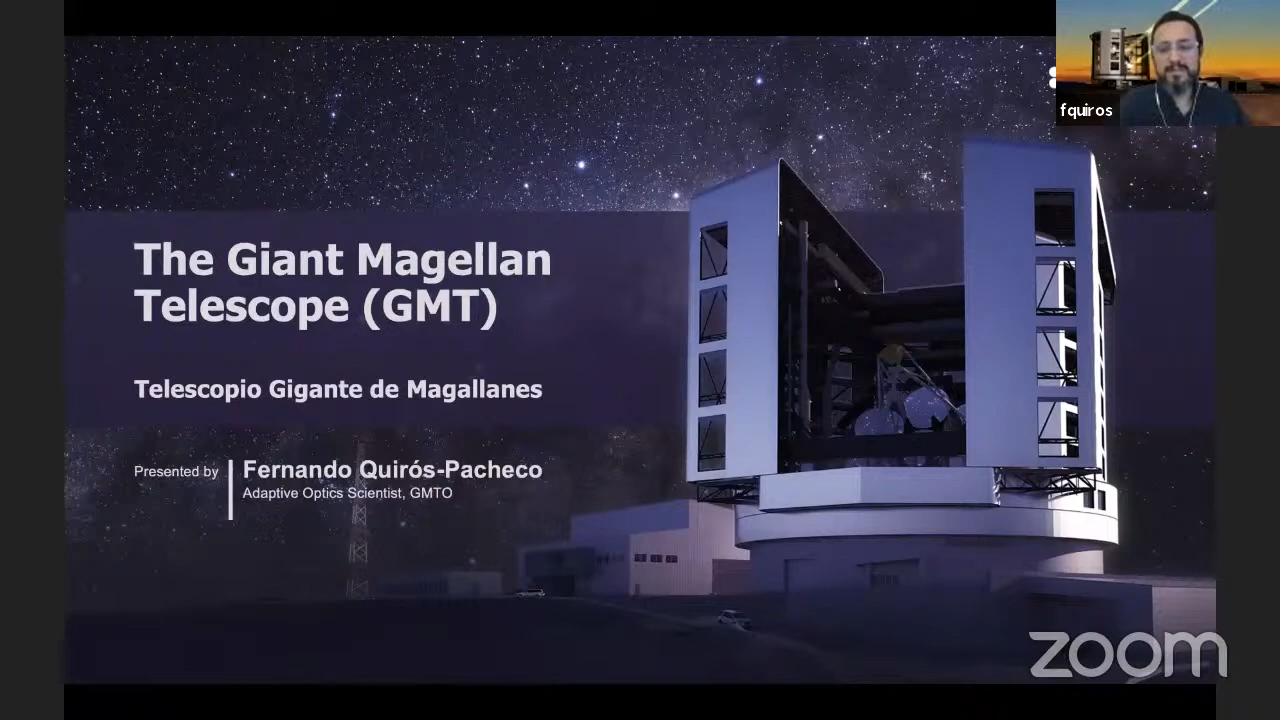 fquiros
The Giant Magellan
Telescope (GMT)
Telescopio Gigante de Magallanes
Presented by
Fernando Quirós-Pacheco
Adaptive Optics Scientist, GMTO
zoom